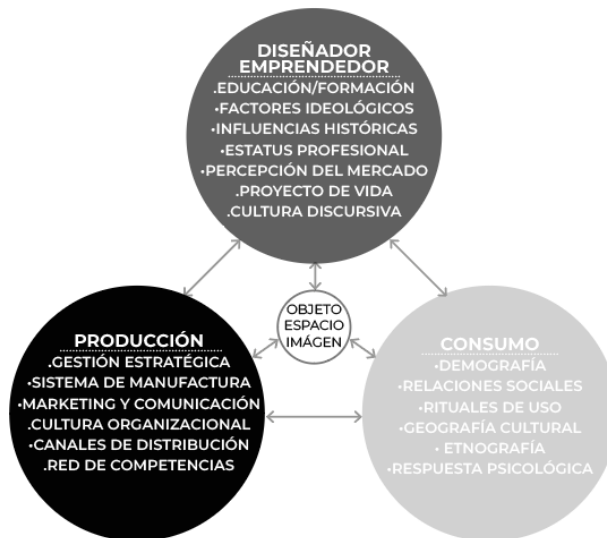 DISEÑADOR
EMPRENDEDOR
.EDUCACIÓN/FORMACIÓN
•FACTORES IDEOLÓGICOS
•INFLUENCIAS HISTÓRICAS
•ESTATUS PROFESIONAL
•PERCEPCIÓN DEL MERCADO
.PROYECTO DE VIDA
.CULTURA DISCURSIVA
OBJETO
ESPACIO
IMÁGEN
PRODUCCIÓN
.GESTIÓN ESTRATÉGICA
•SISTEMA DE MANUFACTURA
•MARKETING Y COMUNICACIÓN
.CULTURA ORGANIZACIONAL
•CANALES DE DISTRIBUCIÓN
.RED DE COMPETENCIAS
CONSUMO
•DEMOGRAFÍA
•RELACIONES SOCIALES
•RITUALES DE USO
•GEOGRAFÍA CULTURAL
• ETNOGRAFÍA
•RESPUESTA PSICOLÓGICA